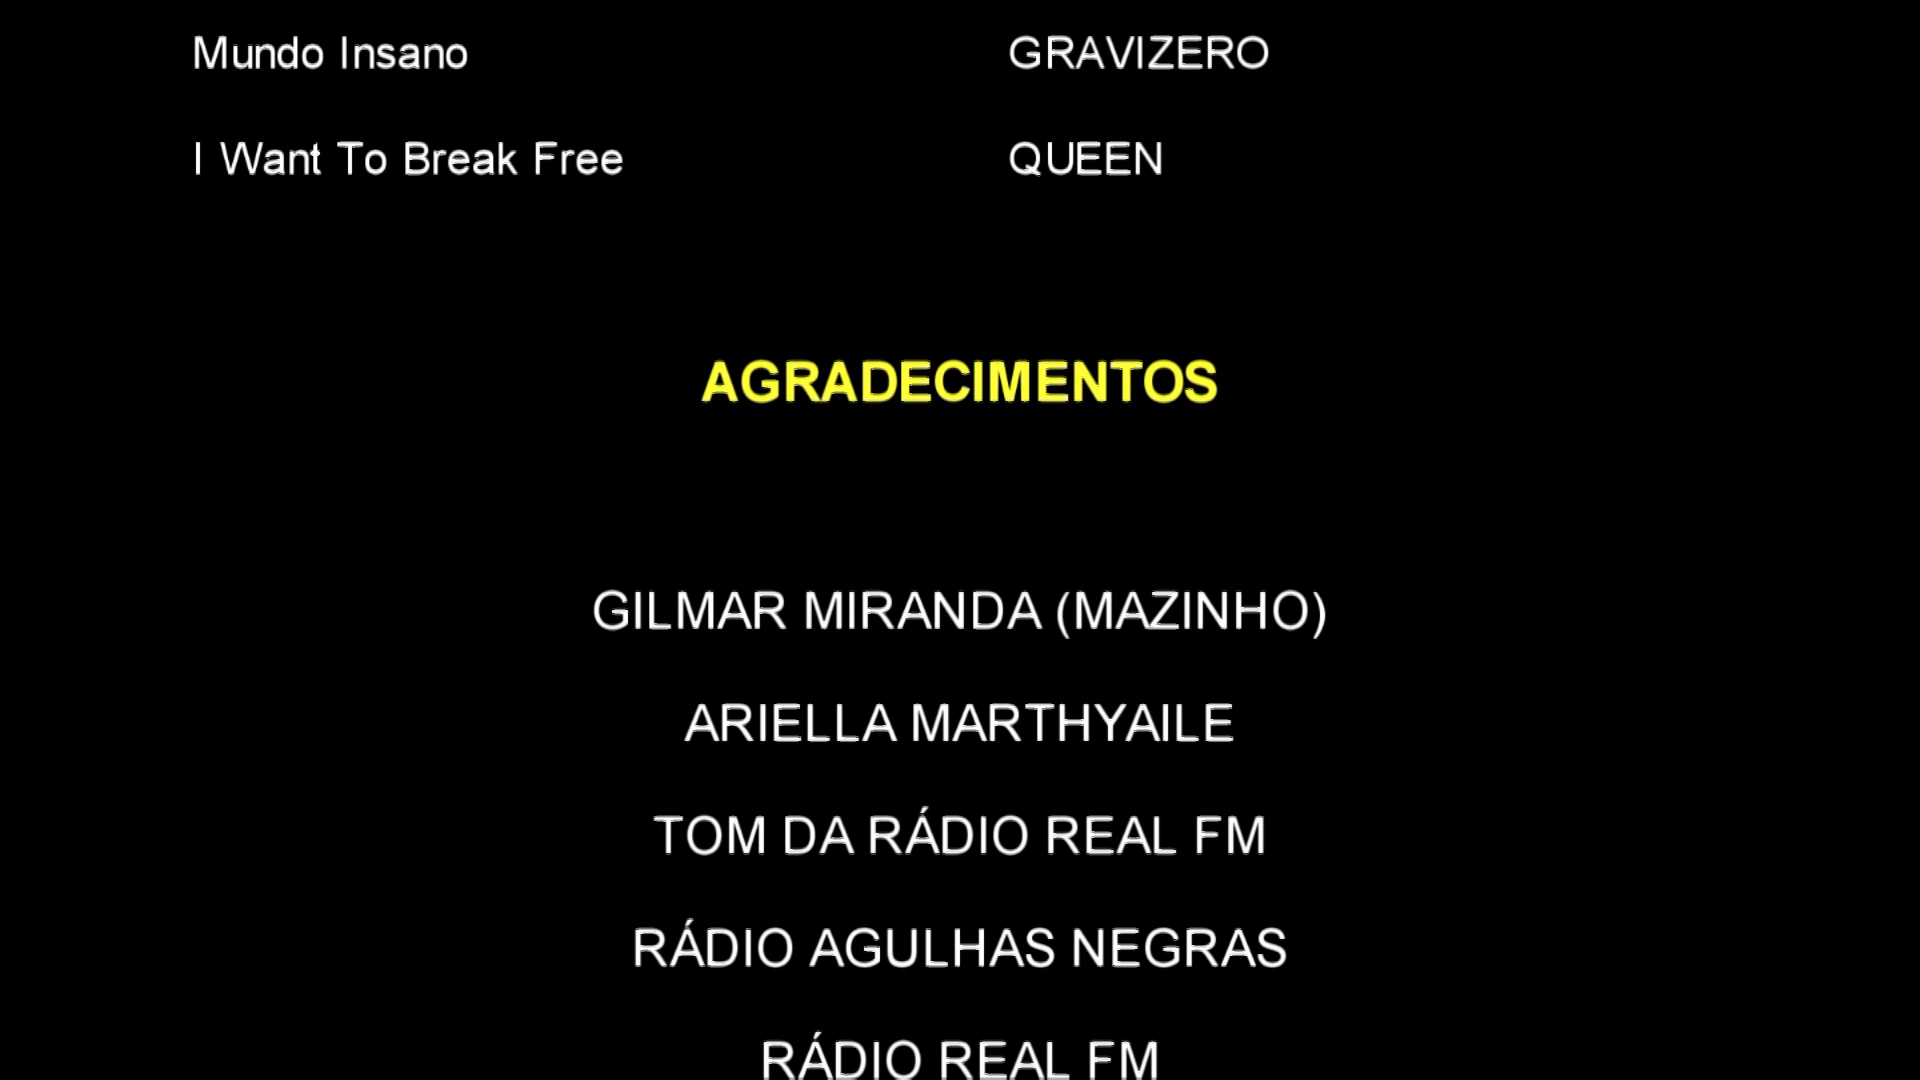 Mundo Insano GRAVIZERO
I Want To Break Free QUEEN
AGRADECIMENTOS
GILMAR MIRANDA (MAZINHO)
ARIELLA MARTHYAILE
TOM DA RÁDIO REAL FM
RÁDIO AGULHAS NEGRAS
RÁDIO REAL FM